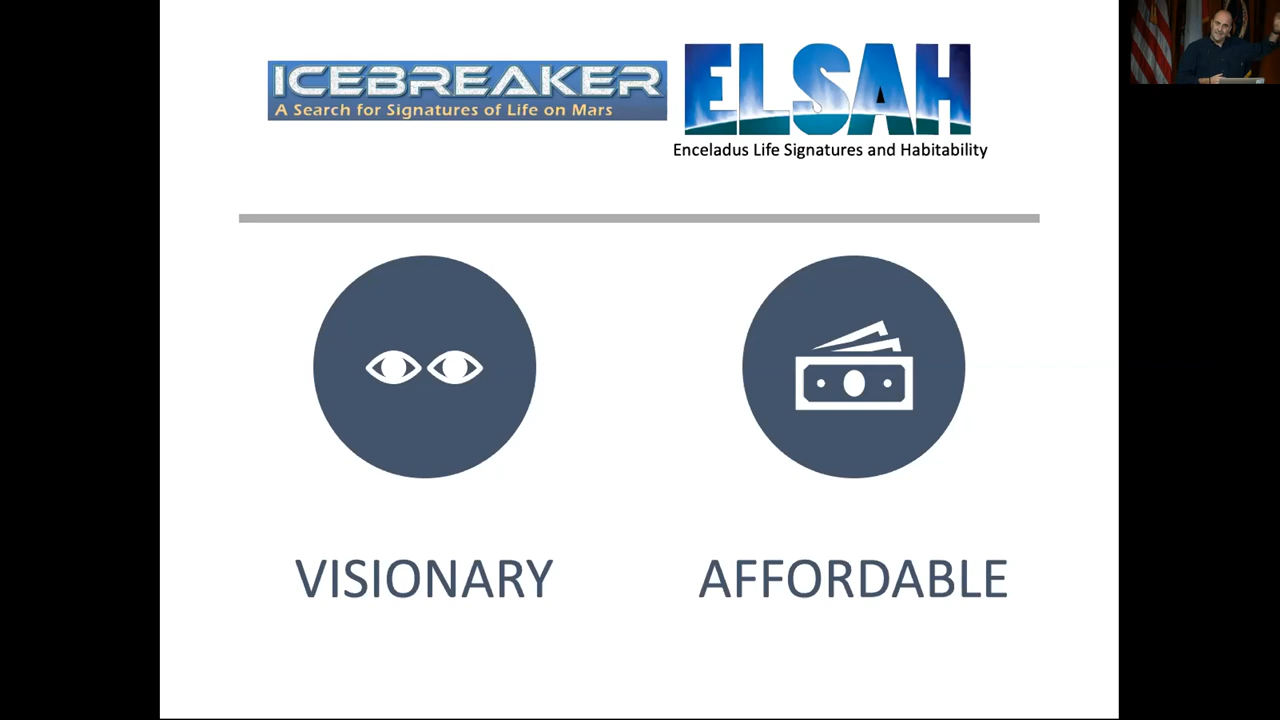 ICEBREAKER
A Search for Signatures of Life on Mars
ELSAH
Enceladus Life Signatures and Habitability
VISIONARY
AFFORDABLE